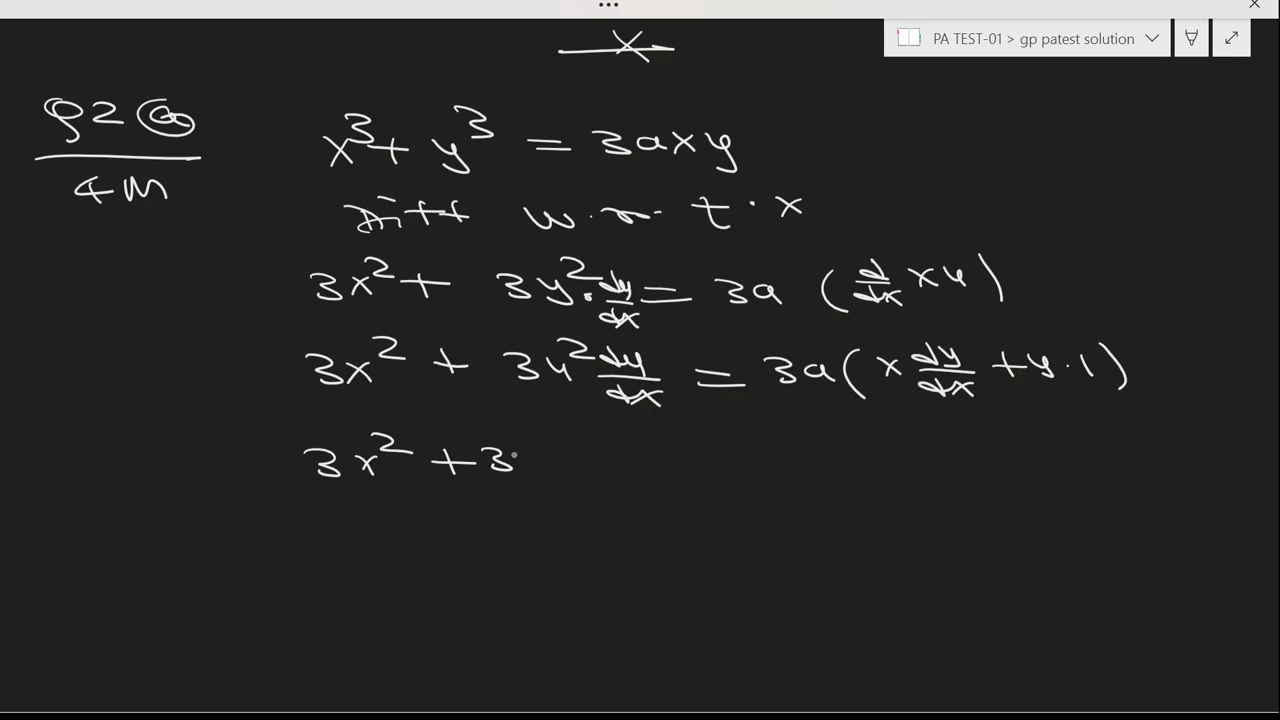 PA TEST-01 > gp patest solution
Q2 (a)
4M
x³ + y³ = 3axy
Diff w.r.t.x
3x² + 3y² . dy/dx = 3a (d/dx xy)
3x² + 3y² dy/dx = 3a (x dy/dx + y . 1)
3x² + 3